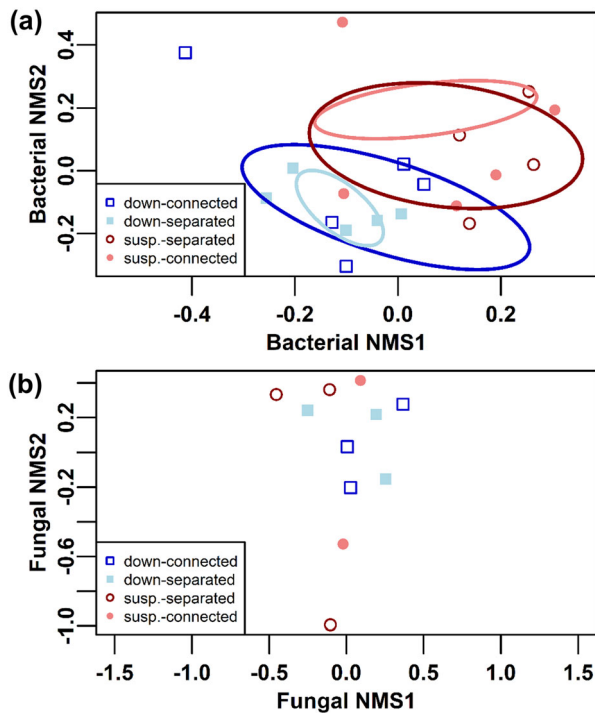 (a)
Bacterial NMS2
0.4
0.2
0.0
-0.2
down-connected
down-separated
susp.-separated
susp.-connected
-0.4 -0.2 0.0 0.2
Bacterial NMS1
(b)
Fungal NMS2
0.2
-0.2
-0.6
-1.0
down-connected
down-separated
susp.-separated
susp.-connected
-1.5 -1.0 -0.5 0.0 0.5 1.0 1.5
Fungal NMS1